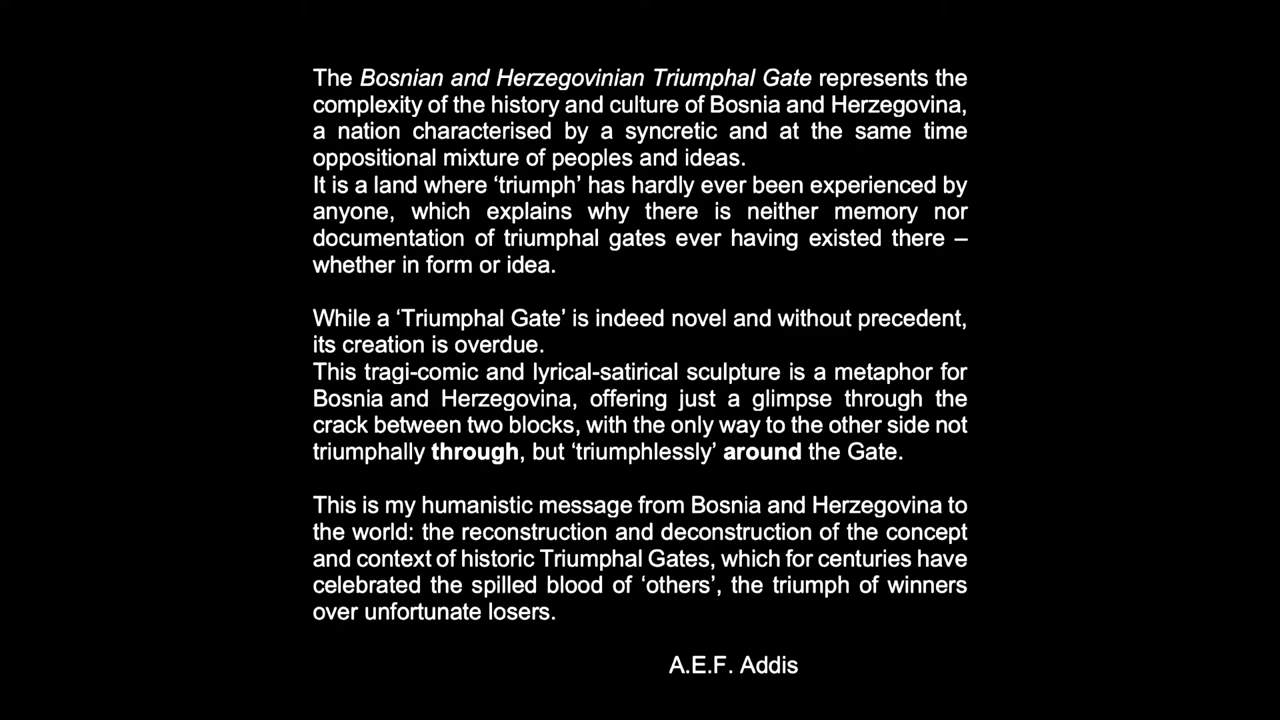 The Bosnian and Herzegovinian Triumphal Gate represents the
complexity of the history and culture of Bosnia and Herzegovina,
a nation characterised by a syncretic and at the same time
oppositional mixture of peoples and ideas.
It is a land where ‘triumph’ has hardly ever been experienced by
anyone, which explains why there is neither memory nor
documentation of triumphal gates ever having existed there –
whether in form or idea.
While a ‘Triumphal Gate’ is indeed novel and without precedent,
its creation is overdue.
This tragi-comic and lyrical-satirical sculpture is a metaphor for
Bosnia and Herzegovina, offering just a glimpse through the
crack between two blocks, with the only way to the other side not
triumphally through, but ‘triumphlessly’ around the Gate.
This is my humanistic message from Bosnia and Herzegovina to
the world: the reconstruction and deconstruction of the concept
and context of historic Triumphal Gates, which for centuries have
celebrated the spilled blood of ‘others’, the triumph of winners
over unfortunate losers.
A.E.F. Addis